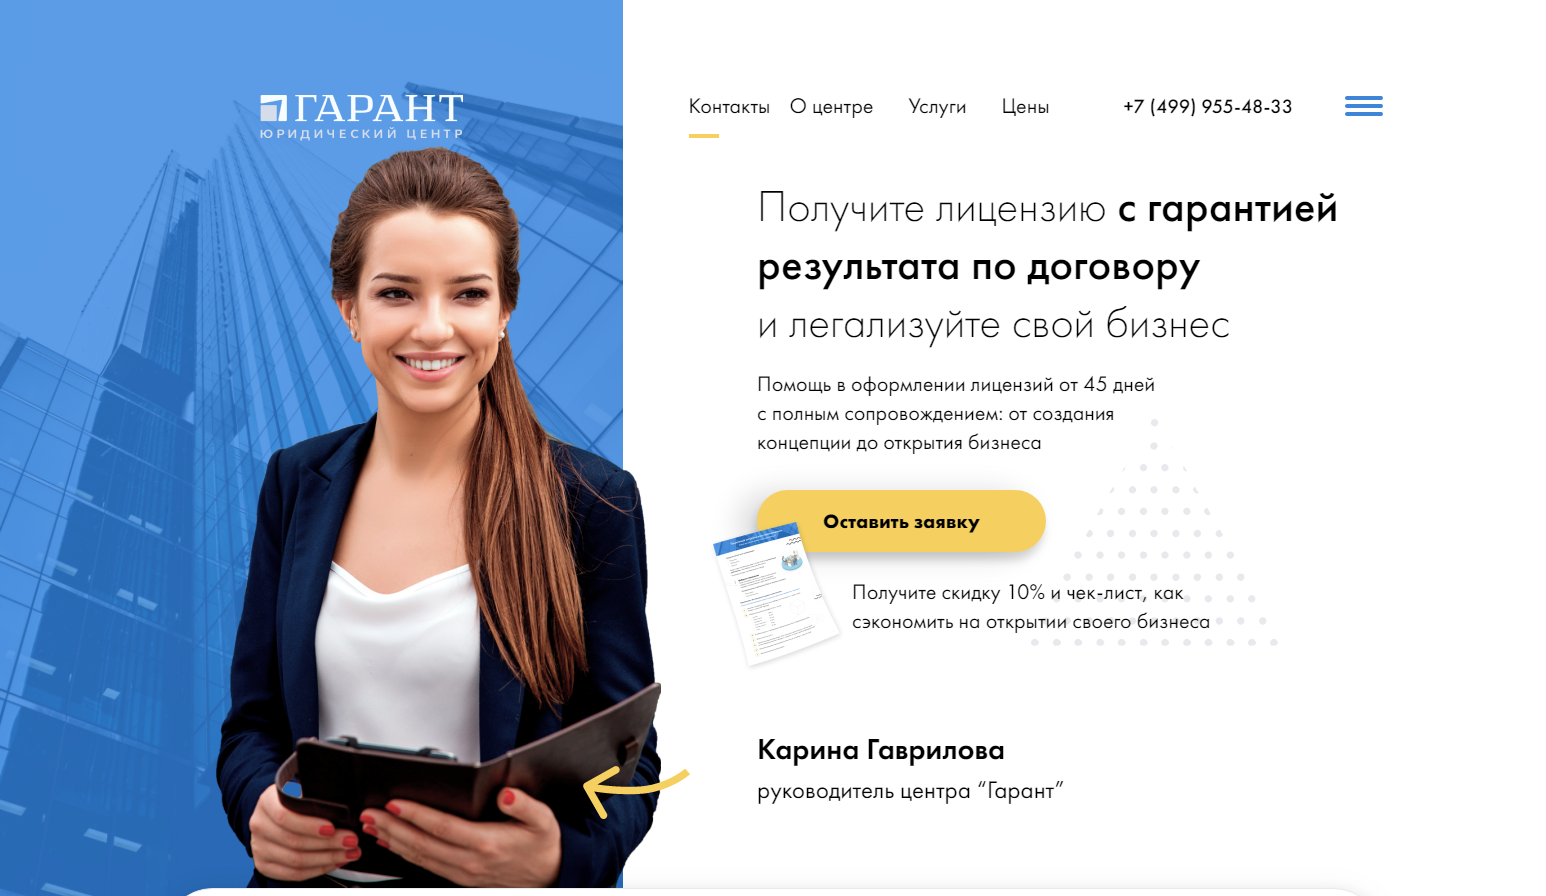 ГАРАНТ
ЮРИДИЧЕСКИЙ ЦЕНТР
Контакты О центре Услуги Цены +7 (499) 955-48-33
Получите лицензию с гарантией
результата по договору
и легализуйте свой бизнес
Помощь в оформлении лицензий от 45 дней
с полным сопровождением: от создания
концепции до открытия бизнеса
Оставить заявку
Получите скидку 10% и чек-лист, как
сэкономить на открытии своего бизнеса
Карина Гаврилова
руководитель центра “Гарант”